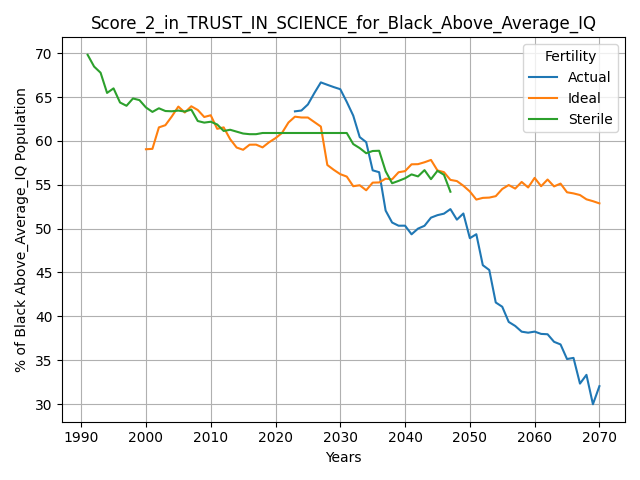 Score_2_in_TRUST_IN_SCIENCE_for_Black_Above_Average_IQ
Fertility
Actual
Ideal
Sterile
% of Black Above_Average_IQ Population
70
65
60
55
50
45
40
35
30
1990 2000 2010 2020 2030 2040 2050 2060 2070
Years